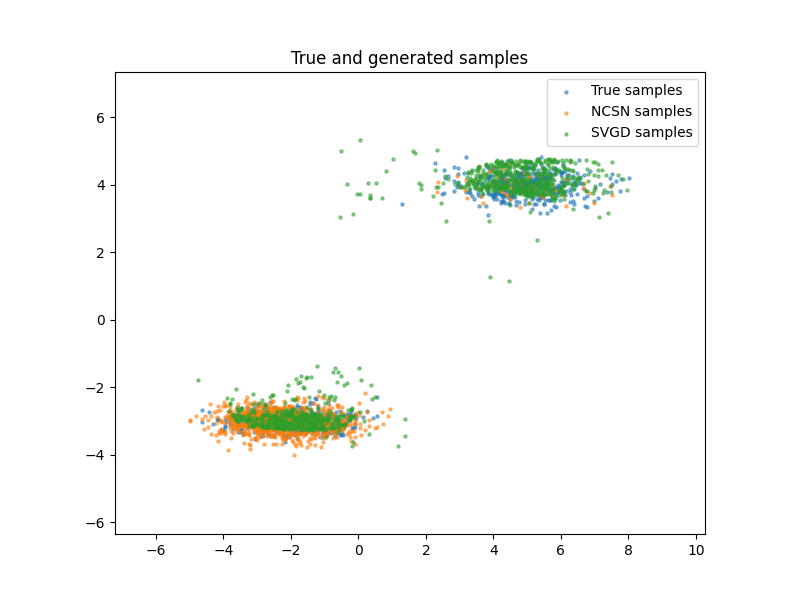 True and generated samples
True samples
NCSN samples
SVGD samples
6
4
2
0
−2
−4
−6
−6 −4 −2 0 2 4 6 8 10